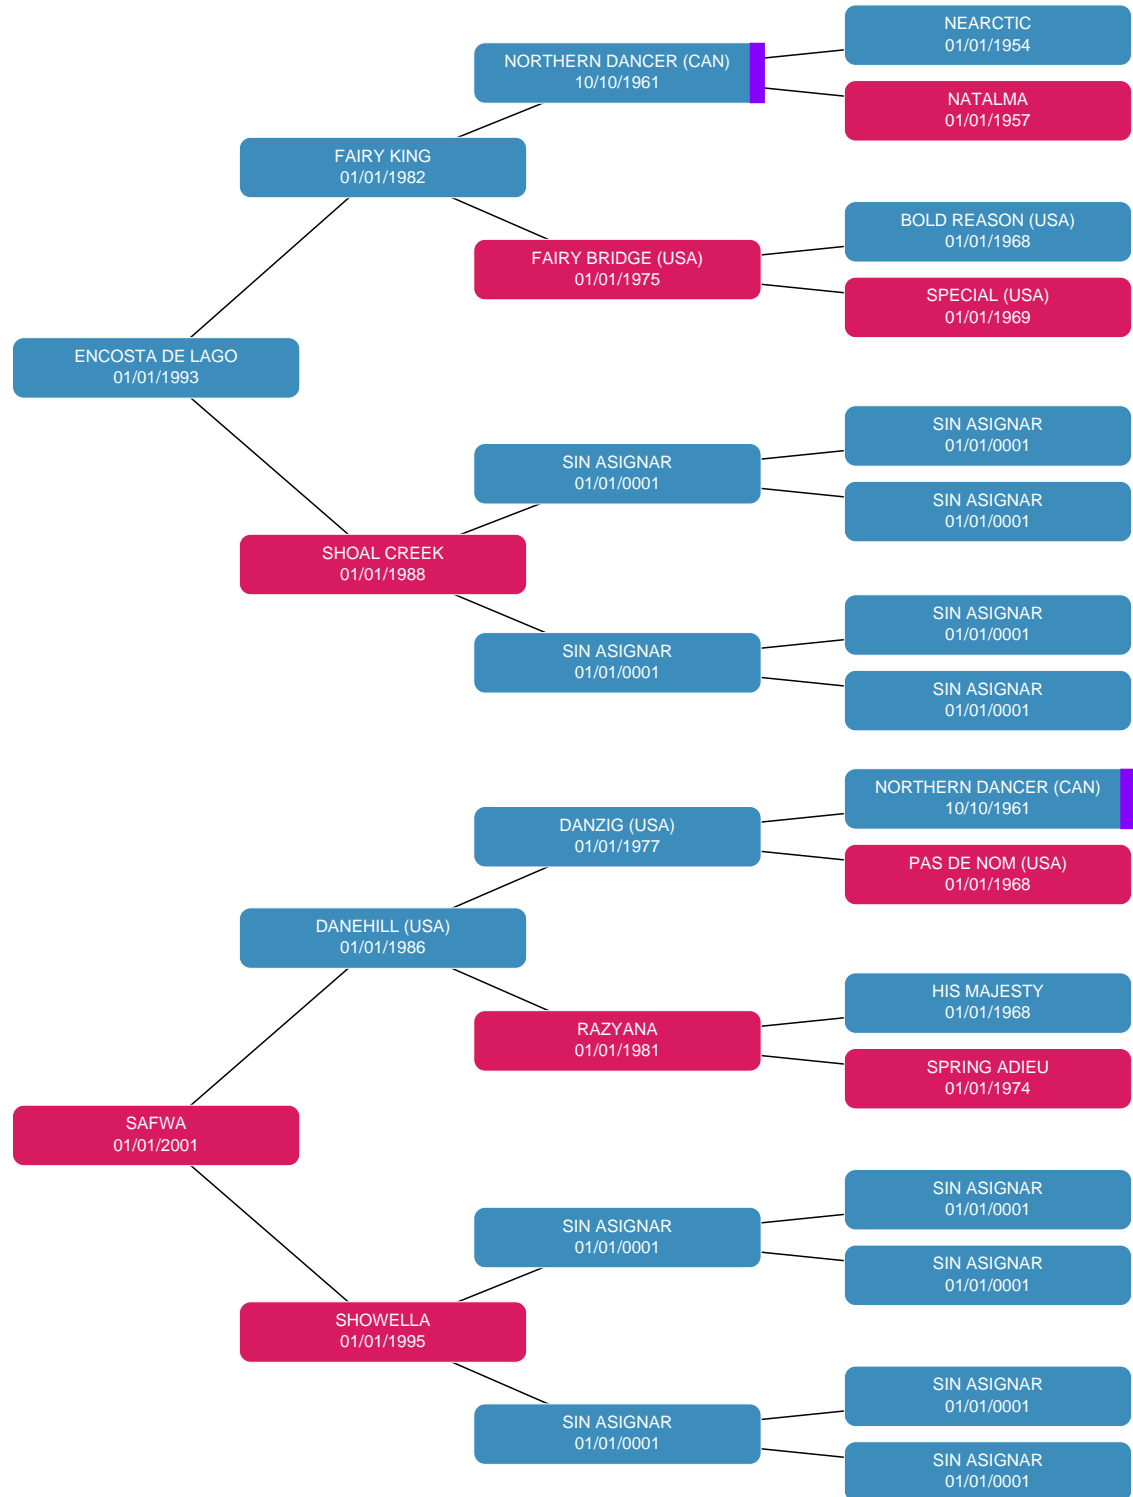 NEARCTIC
01/01/1954
NORTHERN DANCER (CAN)
10/10/1961
NATALMA
01/01/1957
FAIRY KING
01/01/1982
BOLD REASON (USA)
01/01/1968
FAIRY BRIDGE (USA)
01/01/1975
SPECIAL (USA)
01/01/1969
ENCOSTA DE LAGO
01/01/1993
SIN ASIGNAR
01/01/0001
SIN ASIGNAR
01/01/0001
SIN ASIGNAR
01/01/0001
SHOAL CREEK
01/01/1988
SIN ASIGNAR
01/01/0001
SIN ASIGNAR
01/01/0001
SIN ASIGNAR
01/01/0001
NORTHERN DANCER (CAN)
10/10/1961
DANZIG (USA)
01/01/1977
PAS DE NOM (USA)
01/01/1968
DANEHILL (USA)
01/01/1986
HIS MAJESTY
01/01/1968
RAZYANA
01/01/1981
SPRING ADIEU
01/01/1974
SAFWA
01/01/2001
SIN ASIGNAR
01/01/0001
SIN ASIGNAR
01/01/0001
SIN ASIGNAR
01/01/0001
SHOWELLA
01/01/1995
SIN ASIGNAR
01/01/0001
SIN ASIGNAR
01/01/0001
SIN ASIGNAR
01/01/0001